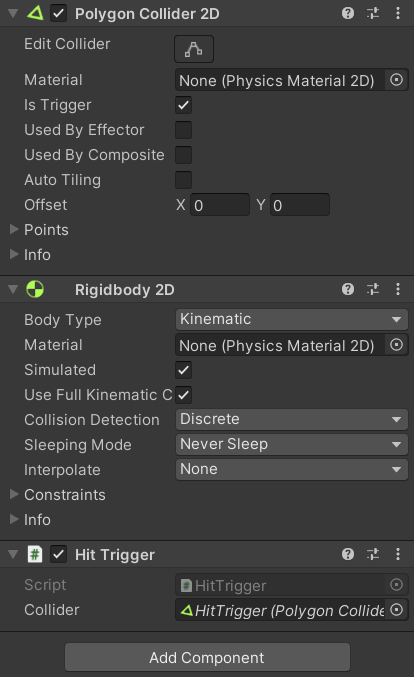 Polygon Collider 2D
Edit Collider
Material None (Physics Material 2D)
Is Trigger
Used By Effector
Used By Composite
Auto Tiling
Offset X 0 Y 0
Points
Info
Rigidbody 2D
Body Type Kinematic
Material None (Physics Material 2D)
Simulated
Use Full Kinematic C
Collision Detection Discrete
Sleeping Mode Never Sleep
Interpolate None
Constraints
Info
# Hit Trigger
Script # HitTrigger
Collider HitTrigger (Polygon Collide
Add Component